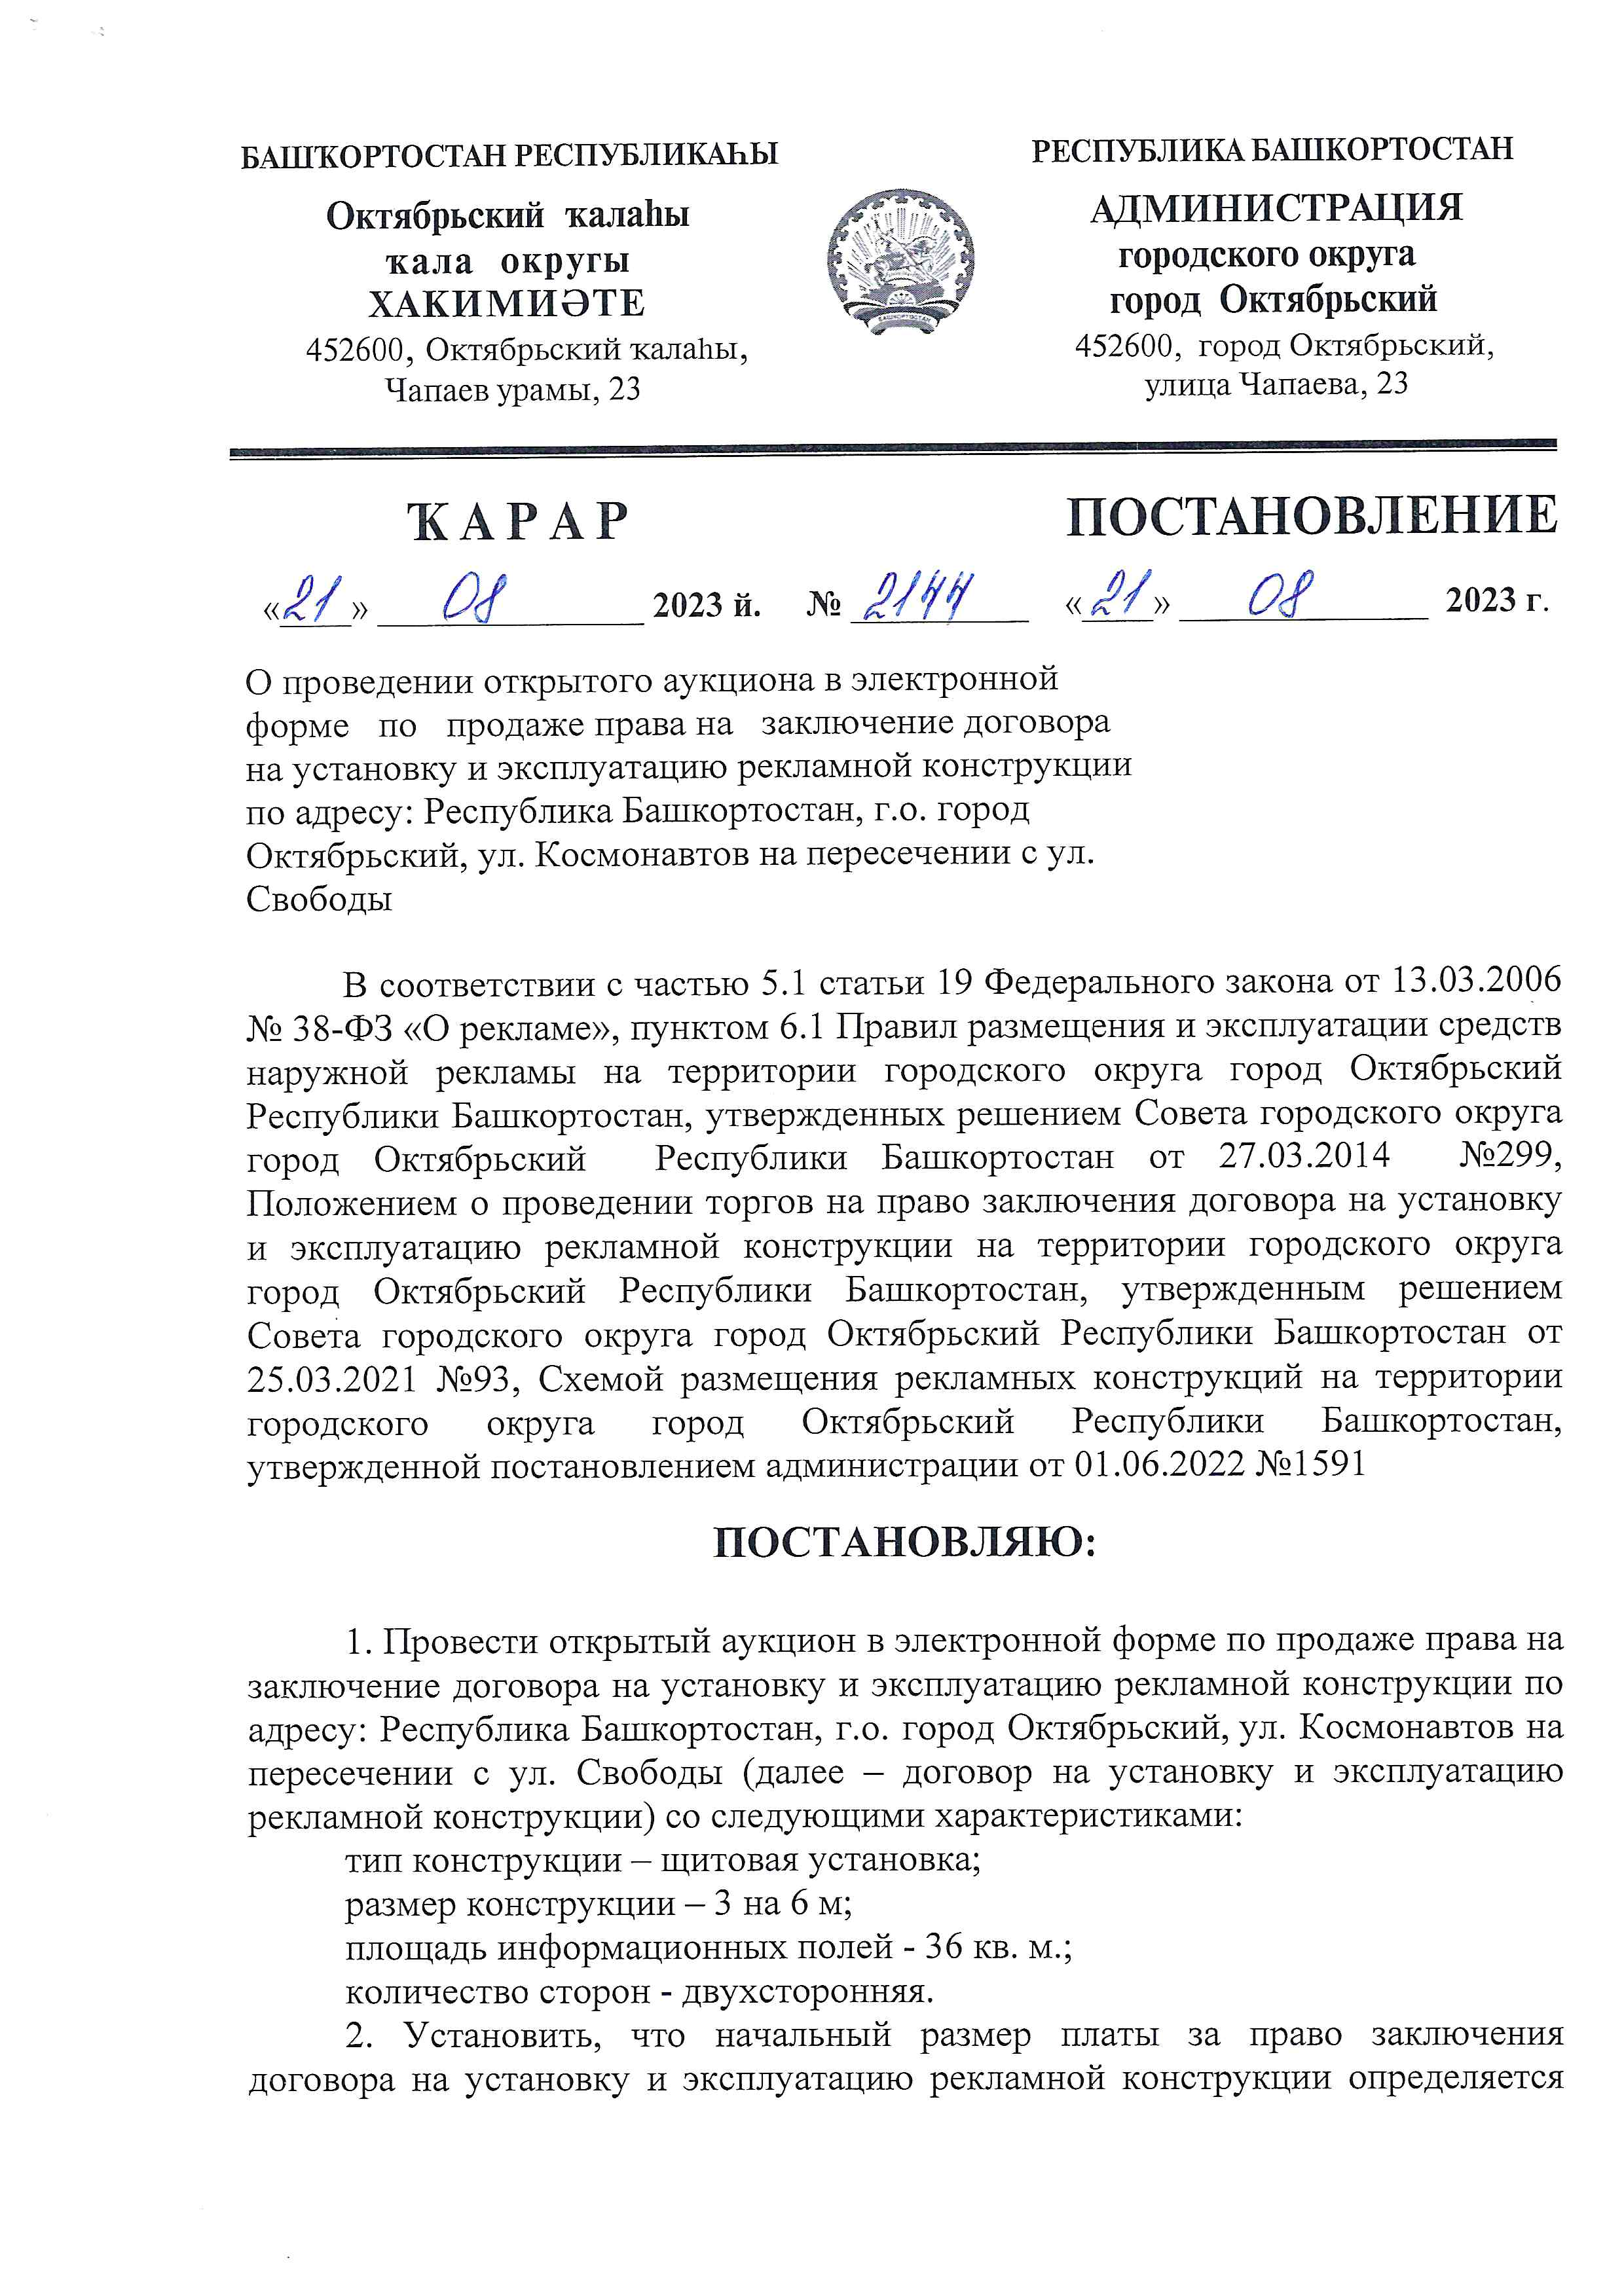 БАШҠОРТОСТАН РЕСПУБЛИКАҺЫ
Октябрьский ҡалаһы
ҡала округы
ХАКИМИӘТЕ
452600, Октябрьский ҡалаһы,
Чапаев урамы, 23
БАШКОРТОСТАН
РЕСПУБЛИКА БАШКОРТОСТАН
АДМИНИСТРАЦИЯ
городского округа
город Октябрьский
452600, город Октябрьский,
улица Чапаева, 23
ҠАРАР
ПОСТАНОВЛЕНИЕ
«21» 08 2023 й. № 2144 «21» 08 2023 г.
О проведении открытого аукциона в электронной
форме по продаже права на заключение договора
на установку и эксплуатацию рекламной конструкции
по адресу: Республика Башкортостан, г.о. город
Октябрьский, ул. Космонавтов на пересечении с ул.
Свободы
В соответствии с частью 5.1 статьи 19 Федерального закона от 13.03.2006
№ 38-ФЗ «О рекламе», пунктом 6.1 Правил размещения и эксплуатации средств
наружной рекламы на территории городского округа город Октябрьский
Республики Башкортостан, утвержденных решением Совета городского округа
город Октябрьский Республики Башкортостан от 27.03.2014 №299,
Положением о проведении торгов на право заключения договора на установку
и эксплуатацию рекламной конструкции на территории городского округа
город Октябрьский Республики Башкортостан, утвержденным решением
Совета городского округа город Октябрьский Республики Башкортостан от
25.03.2021 №93, Схемой размещения рекламных конструкций на территории
городского округа город Октябрьский Республики Башкортостан,
утвержденной постановлением администрации от 01.06.2022 №1591
ПОСТАНОВЛЯЮ:
1. Провести открытый аукцион в электронной форме по продаже права на
заключение договора на установку и эксплуатацию рекламной конструкции по
адресу: Республика Башкортостан, г.о. город Октябрьский, ул. Космонавтов на
пересечении с ул. Свободы (далее – договор на установку и эксплуатацию
рекламной конструкции) со следующими характеристиками:
тип конструкции – щитовая установка;
размер конструкции – 3 на 6 м;
площадь информационных полей - 36 кв. м.;
количество сторон - двухсторонняя.
2. Установить, что начальный размер платы за право заключения
договора на установку и эксплуатацию рекламной конструкции определяется